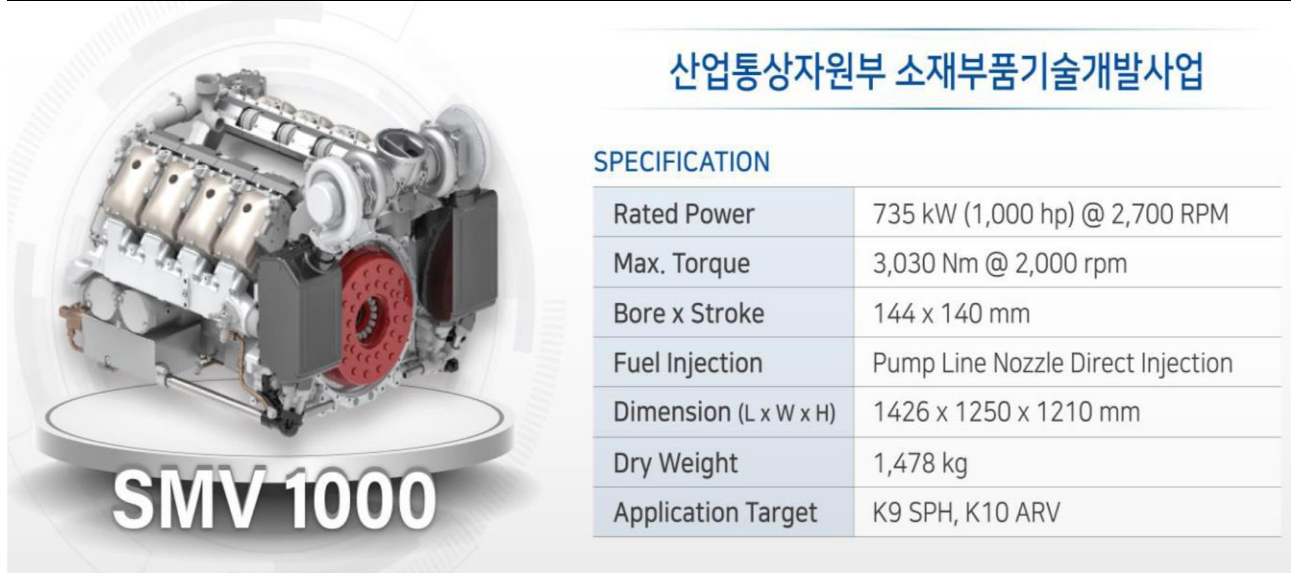 산업통상자원부 소재부품기술개발사업
SPECIFICATION
Rated Power 735 kW (1,000 hp) @ 2,700 RPM
Max. Torque 3,030 Nm @ 2,000 rpm
Bore x Stroke 144 x 140 mm
Fuel Injection Pump Line Nozzle Direct Injection
Dimension (L x W x H) 1426 x 1250 x 1210 mm
Dry Weight 1,478 kg
Application Target K9 SPH, K10 ARV
SMV 1000